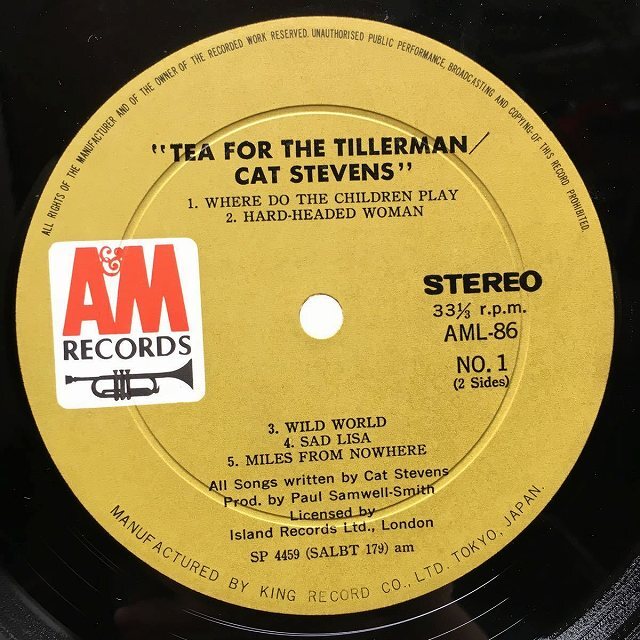 ALL RIGHTS OF THE MANUFACTURER AND OF THE OWNER OF THE RECORDED WORK RESERVED. UNAUTHORISED PUBLIC PERFORMANCE, BROADCASTING AND COPYING OF THIS RECORD PROHIBITED.
"TEA FOR THE TILLERMAN/
CAT STEVENS"
1. WHERE DO THE CHILDREN PLAY
2. HARD-HEADED WOMAN
A&M
RECORDS
STEREO
33⅓ r.p.m.
AML-86
NO. 1
(2 Sides)
3. WILD WORLD
4. SAD LISA
5. MILES FROM NOWHERE
All Songs written by Cat Stevens
Prod. by Paul Samwell-Smith
Licensed by
Island Records Ltd., London
SP 4459 (SALBT 179) am
MANUFACTURED BY KING RECORD CO., LTD. TOKYO, JAPAN.